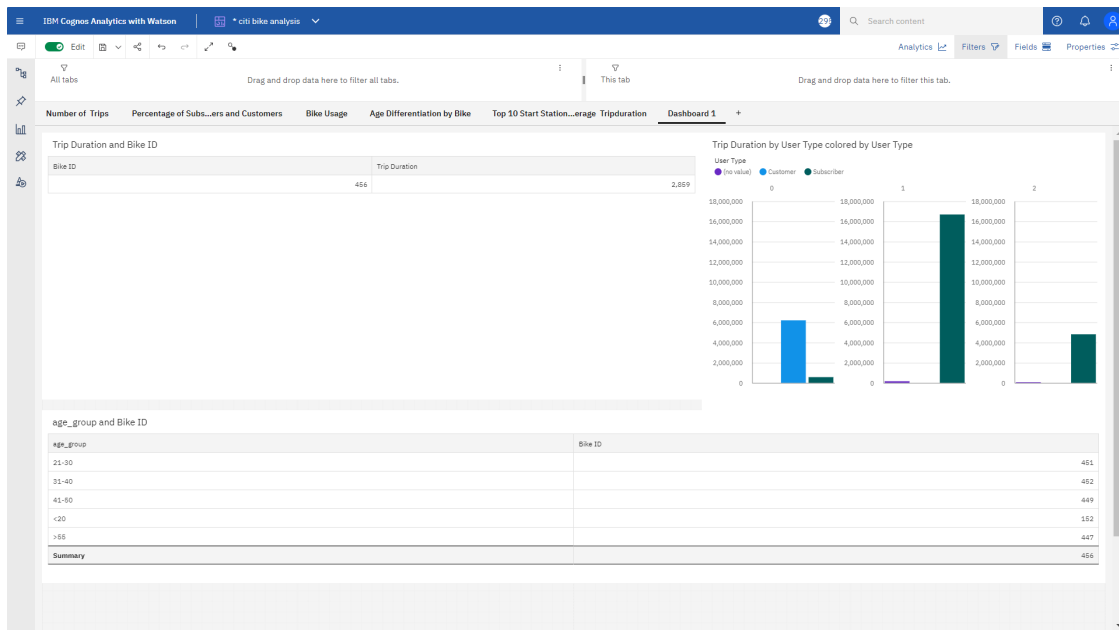 IBM Cognos Analytics with Watson
* citi bike analysis
295
Search content
Edit
Analytics
Filters
Fields
Properties
All tabs
Drag and drop data here to filter all tabs.
This tab
Drag and drop data here to filter this tab.
Number of Trips
Percentage of Subs...ers and Customers
Bike Usage
Age Differentiation by Bike
Top 10 Start Station...erage Tripduration
Dashboard 1
Trip Duration and Bike ID
Bike ID Trip Duration
456 2,859
Trip Duration by User Type colored by User Type
User Type
(no value) Customer Subscriber
0 1 2
18,000,000 18,000,000 18,000,000
16,000,000 16,000,000 16,000,000
14,000,000 14,000,000 14,000,000
12,000,000 12,000,000 12,000,000
10,000,000 10,000,000 10,000,000
8,000,000 8,000,000 8,000,000
6,000,000 6,000,000 6,000,000
4,000,000 4,000,000 4,000,000
2,000,000 2,000,000 2,000,000
0 0 0
age_group and Bike ID
age_group Bike ID
21-30 451
31-40 452
41-50 449
<20 152
>55 447
Summary 456